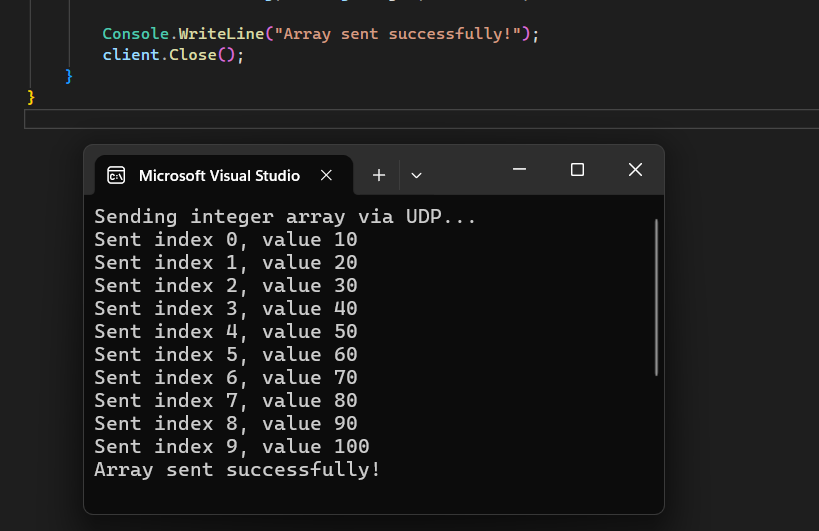 Console.WriteLine("Array sent successfully!");
client.Close();
}
}
Microsoft Visual Studio
Sending integer array via UDP...
Sent index 0, value 10
Sent index 1, value 20
Sent index 2, value 30
Sent index 3, value 40
Sent index 4, value 50
Sent index 5, value 60
Sent index 6, value 70
Sent index 7, value 80
Sent index 8, value 90
Sent index 9, value 100
Array sent successfully!